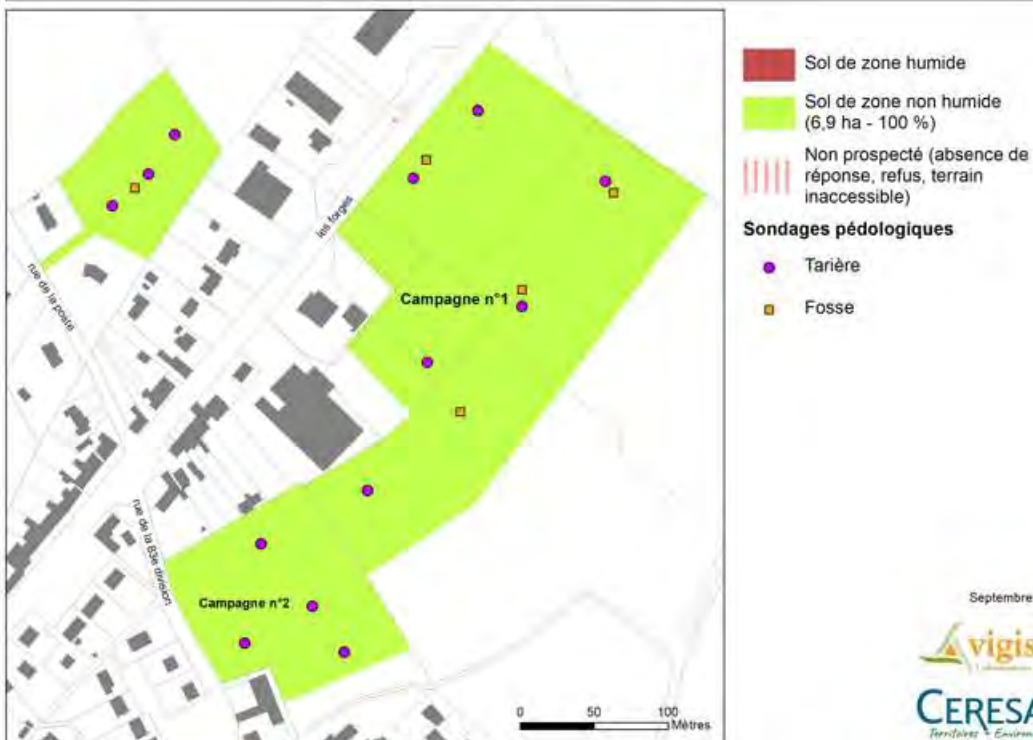 Sol de zone humide
Sol de zone non humide
(6,9 ha - 100 %)
Non prospecté (absence de
réponse, refus, terrain
inaccessible)
Sondages pédologiques
Tarière
Fosse
les forges
rue de la poste
Campagne n°1
rue de la 83e division
Campagne n°2
0 50 100
Mètres
Septembre
vigis
CERESA
Territoires - Environ